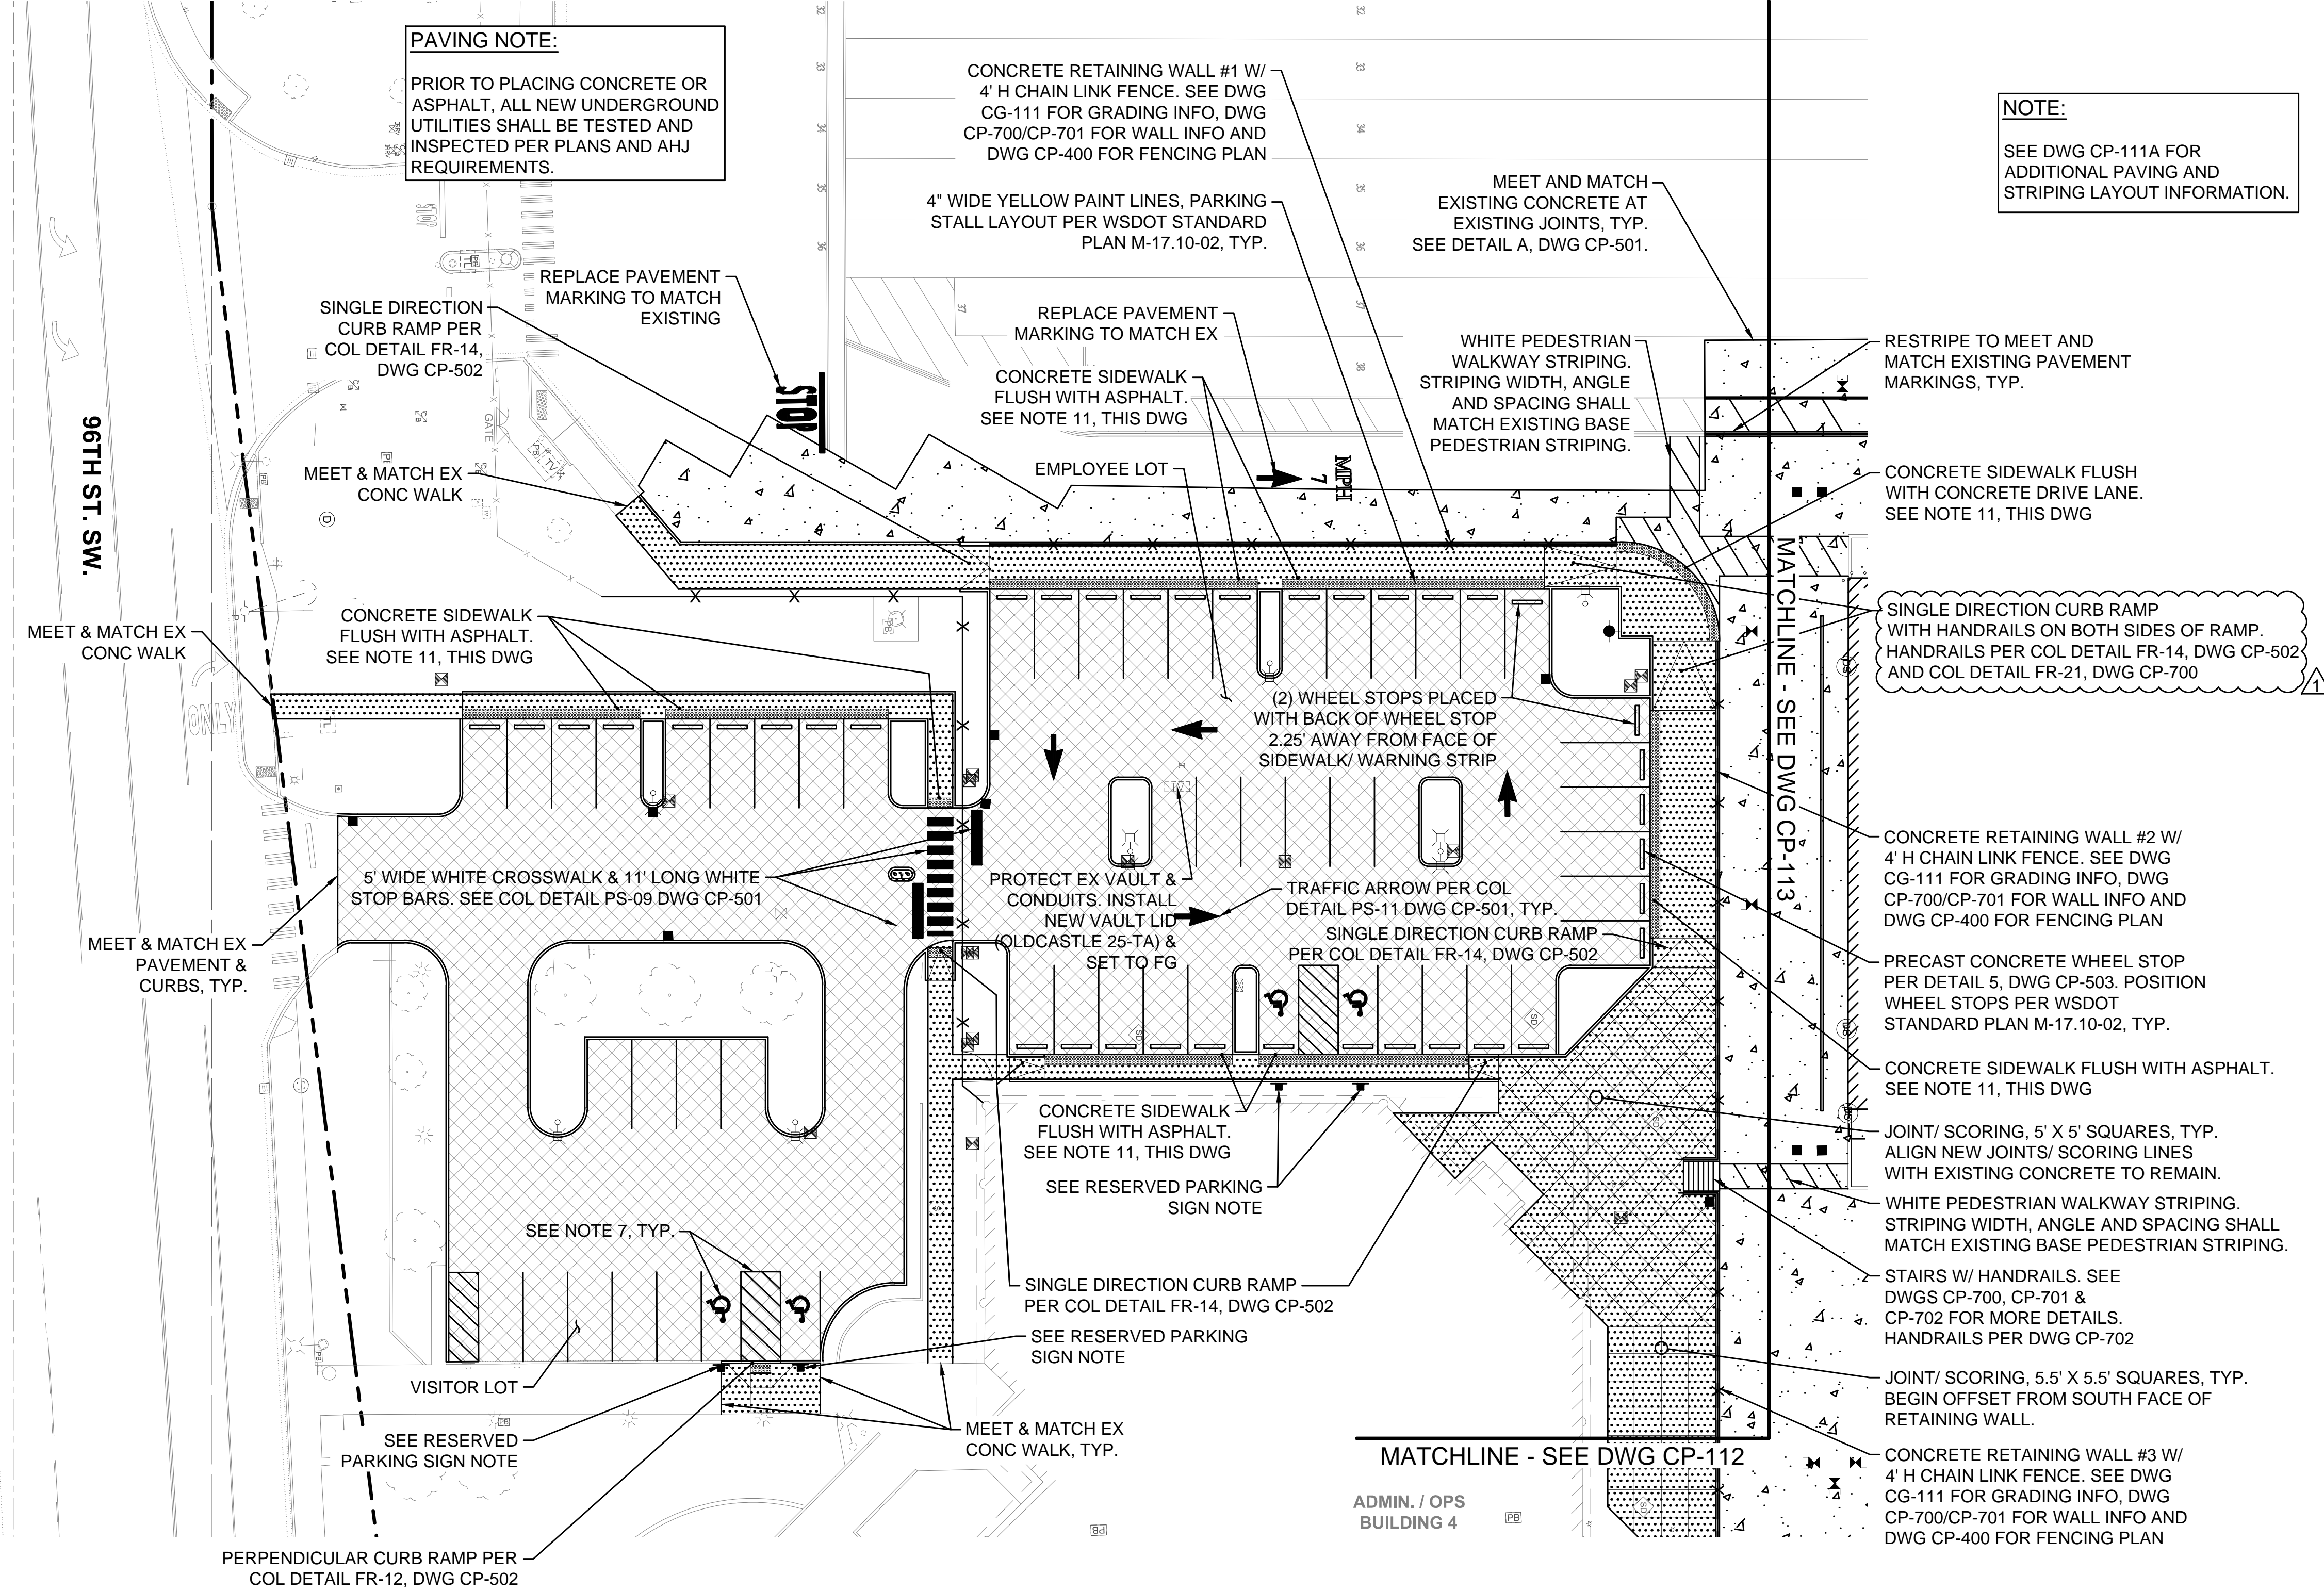 PAVING NOTE:
PRIOR TO PLACING CONCRETE OR
ASPHALT, ALL NEW UNDERGROUND
UTILITIES SHALL BE TESTED AND
INSPECTED PER PLANS AND AHJ
REQUIREMENTS.
NOTE:
SEE DWG CP-111A FOR
ADDITIONAL PAVING AND
STRIPING LAYOUT INFORMATION.
32
33
34
35
36
37
32
33
34
35
36
37
38
CONCRETE RETAINING WALL #1 W/
4' H CHAIN LINK FENCE. SEE DWG
CG-111 FOR GRADING INFO, DWG
CP-700/CP-701 FOR WALL INFO AND
DWG CP-400 FOR FENCING PLAN
4" WIDE YELLOW PAINT LINES, PARKING
STALL LAYOUT PER WSDOT STANDARD
PLAN M-17.10-02, TYP.
MEET AND MATCH
EXISTING CONCRETE AT
EXISTING JOINTS, TYP.
SEE DETAIL A, DWG CP-501.
REPLACE PAVEMENT
MARKING TO MATCH
EXISTING
SINGLE DIRECTION
CURB RAMP PER
COL DETAIL FR-14,
DWG CP-502
REPLACE PAVEMENT
MARKING TO MATCH EX
CONCRETE SIDEWALK
FLUSH WITH ASPHALT.
SEE NOTE 11, THIS DWG
WHITE PEDESTRIAN
WALKWAY STRIPING.
STRIPING WIDTH, ANGLE
AND SPACING SHALL
MATCH EXISTING BASE
PEDESTRIAN STRIPING.
RESTRIPE TO MEET AND
MATCH EXISTING PAVEMENT
MARKINGS, TYP.
STOP
STOP
GATE
96TH ST. SW.
MEET & MATCH EX
CONC WALK
EMPLOYEE LOT
7
MPH
CONCRETE SIDEWALK FLUSH
WITH CONCRETE DRIVE LANE.
SEE NOTE 11, THIS DWG
MATCHLINE - SEE DWG CP-113
SINGLE DIRECTION CURB RAMP
WITH HANDRAILS ON BOTH SIDES OF RAMP.
HANDRAILS PER COL DETAIL FR-14, DWG CP-502
AND COL DETAIL FR-21, DWG CP-700
1
CONCRETE SIDEWALK
FLUSH WITH ASPHALT.
SEE NOTE 11, THIS DWG
MEET & MATCH EX
CONC WALK
ONLY
(2) WHEEL STOPS PLACED
WITH BACK OF WHEEL STOP
2.25' AWAY FROM FACE OF
SIDEWALK/ WARNING STRIP
CONCRETE RETAINING WALL #2 W/
4' H CHAIN LINK FENCE. SEE DWG
CG-111 FOR GRADING INFO, DWG
CP-700/CP-701 FOR WALL INFO AND
DWG CP-400 FOR FENCING PLAN
5' WIDE WHITE CROSSWALK & 11' LONG WHITE
STOP BARS. SEE COL DETAIL PS-09 DWG CP-501
PROTECT EX VAULT &
CONDUITS. INSTALL
NEW VAULT LID
(OLDCASTLE 25-TA) &
SET TO FG
TRAFFIC ARROW PER COL
DETAIL PS-11 DWG CP-501, TYP.
SINGLE DIRECTION CURB RAMP
PER COL DETAIL FR-14, DWG CP-502
MEET & MATCH EX
PAVEMENT &
CURBS, TYP.
PRECAST CONCRETE WHEEL STOP
PER DETAIL 5, DWG CP-503. POSITION
WHEEL STOPS PER WSDOT
STANDARD PLAN M-17.10-02, TYP.
CONCRETE SIDEWALK FLUSH WITH ASPHALT.
SEE NOTE 11, THIS DWG
CONCRETE SIDEWALK
FLUSH WITH ASPHALT.
SEE NOTE 11, THIS DWG
JOINT/ SCORING, 5' X 5' SQUARES, TYP.
ALIGN NEW JOINTS/ SCORING LINES
WITH EXISTING CONCRETE TO REMAIN.
SEE RESERVED PARKING
SIGN NOTE
WHITE PEDESTRIAN WALKWAY STRIPING.
STRIPING WIDTH, ANGLE AND SPACING SHALL
MATCH EXISTING BASE PEDESTRIAN STRIPING.
SEE NOTE 7, TYP.
SINGLE DIRECTION CURB RAMP
PER COL DETAIL FR-14, DWG CP-502
STAIRS W/ HANDRAILS. SEE
DWGS CP-700, CP-701 &
CP-702 FOR MORE DETAILS.
HANDRAILS PER DWG CP-702
SEE RESERVED PARKING
SIGN NOTE
VISITOR LOT
JOINT/ SCORING, 5.5' X 5.5' SQUARES, TYP.
BEGIN OFFSET FROM SOUTH FACE OF
RETAINING WALL.
SEE RESERVED
PARKING SIGN NOTE
MEET & MATCH EX
CONC WALK, TYP.
MATCHLINE - SEE DWG CP-112
CONCRETE RETAINING WALL #3 W/
4' H CHAIN LINK FENCE. SEE DWG
CG-111 FOR GRADING INFO, DWG
CP-700/CP-701 FOR WALL INFO AND
DWG CP-400 FOR FENCING PLAN
ADMIN. / OPS
BUILDING 4
PB
PB
PERPENDICULAR CURB RAMP PER
COL DETAIL FR-12, DWG CP-502